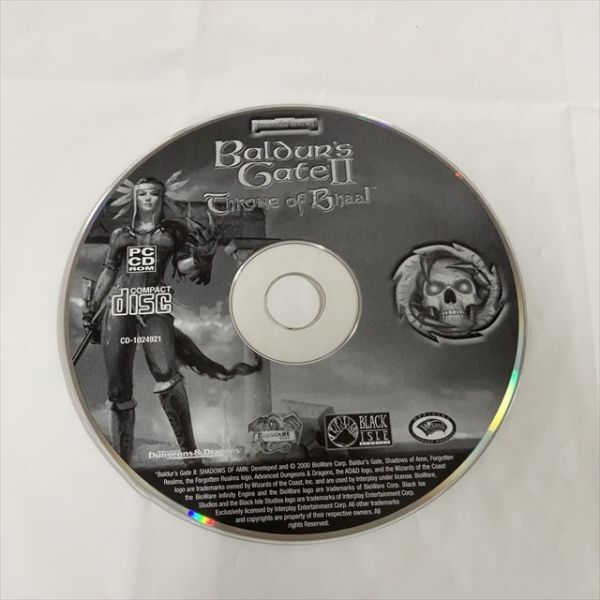 FORGOTTEN REALMS
Baldur's
Gate II
Throne of Bhaal™
PC
CD
ROM
COMPACT
disc
CD-1024921
Dungeons & Dragons
BIOWARE
BLACK
ISLE
STUDIOS
"Baldur's Gate II: SHADOWS OF AMN: Developed and © 2000 BioWare Corp. Baldur's Gate, Shadows of Amn, Forgotten
Realms, the Forgotten Realms logo, Advanced Dungeons & Dragons, the AD&D logo, and the Wizards of the Coast
logo are trademarks owned by Wizards of the Coast, Inc. and are used by Interplay under license. BioWare,
the BioWare Infinity Engine and the BioWare logo are trademarks of BioWare Corp. Black Isle
Studios and the Black Isle Studios logo are trademarks of Interplay Entertainment Corp.
Exclusively licensed by Interplay Entertainment Corp. All other trademarks
and copyrights are property of their respective owners. All
rights Reserved.